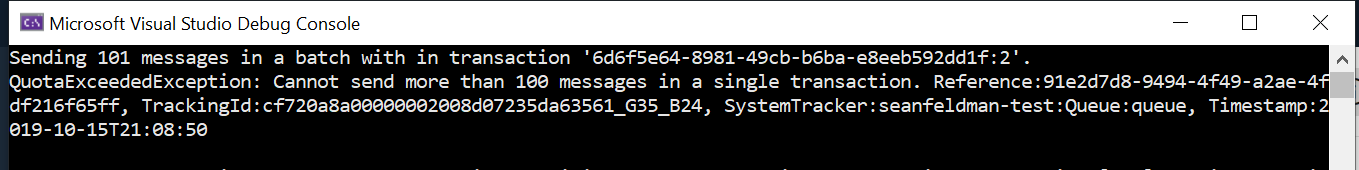 Microsoft Visual Studio Debug Console
Sending 101 messages in a batch with in transaction '6d6f5e64-8981-49cb-b6ba-e8eeb592dd1f:2'.
QuotaExceededException: Cannot send more than 100 messages in a single transaction. Reference:91e2d7d8-9494-4f49-a2ae-4f
df216f65ff, TrackingId:cf720a8a00000002008d07235da63561_G35_B24, SystemTracker:seanfeldman-test:Queue:queue, Timestamp:2
019-10-15T21:08:50